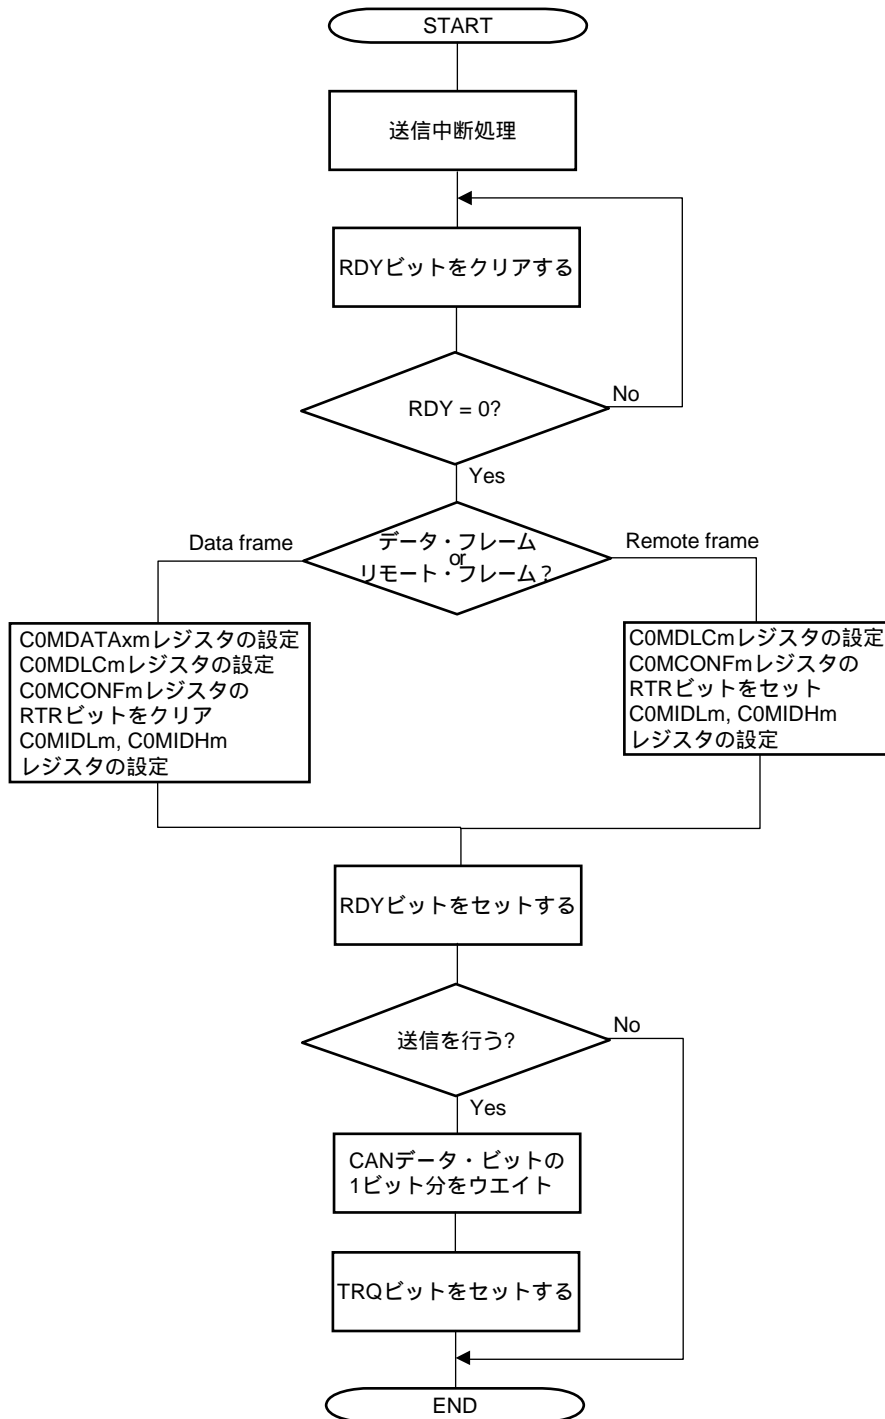 START
送信中断処理
RDYビットをクリアする
RDY = 0?
No
Yes
データ・フレーム
or
リモート・フレーム?
Data frame
Remote frame
C0MDATAxmレジスタの設定
C0MDLCmレジスタの設定
C0MCONFmレジスタの
RTRビットをクリア
C0MIDLm, C0MIDHm
レジスタの設定
C0MDLCmレジスタの設定
C0MCONFmレジスタの
RTRビットをセット
C0MIDLm, C0MIDHm
レジスタの設定
RDYビットをセットする
送信を行う?
No
Yes
CANデータ・ビットの
1ビット分をウエイト
TRQビットをセットする
END